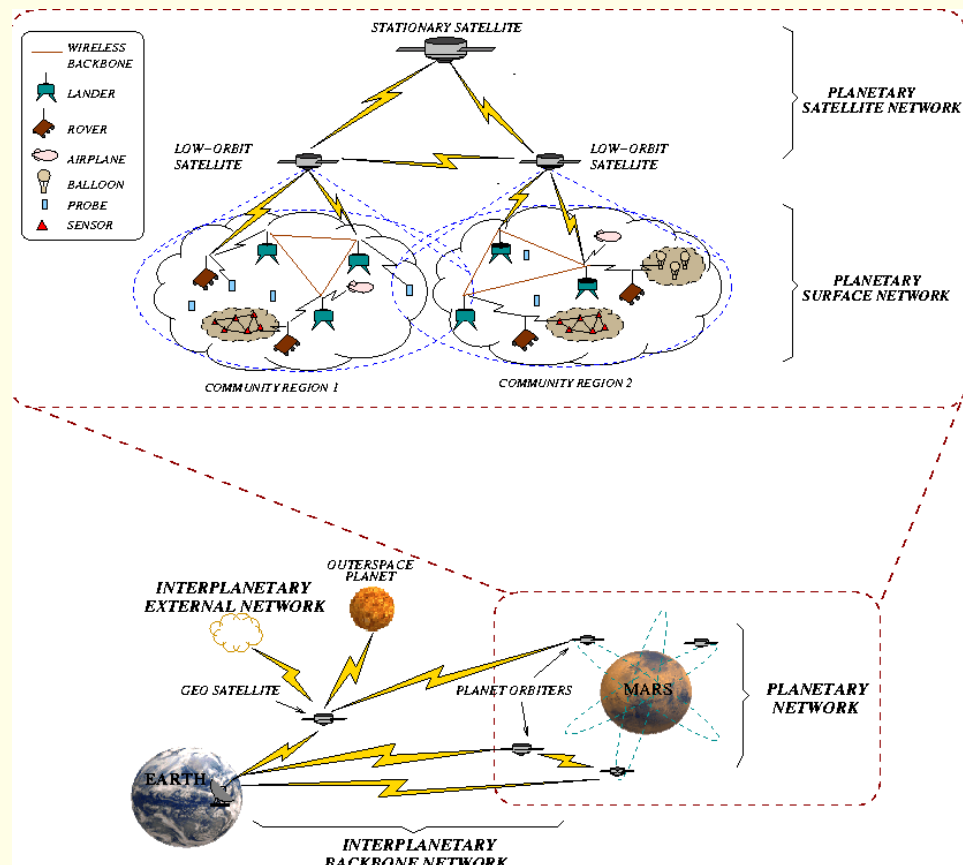 STATIONARY SATELLITE
WIRELESS
BACKBONE
LANDER
ROVER
AIRPLANE
BALLOON
PROBE
SENSOR
PLANETARY
SATELLITE NETWORK
LOW-ORBIT
SATELLITE
LOW-ORBIT
SATELLITE
PLANETARY
SURFACE NETWORK
COMMUNITY REGION 1
COMMUNITY REGION 2
OUTERSPACE
PLANET
INTERPLANETARY
EXTERNAL NETWORK
GEO SATELLITE
PLANET ORBITERS
MARS
PLANETARY
NETWORK
EARTH
INTERPLANETARY
BACKBONE NETWORK